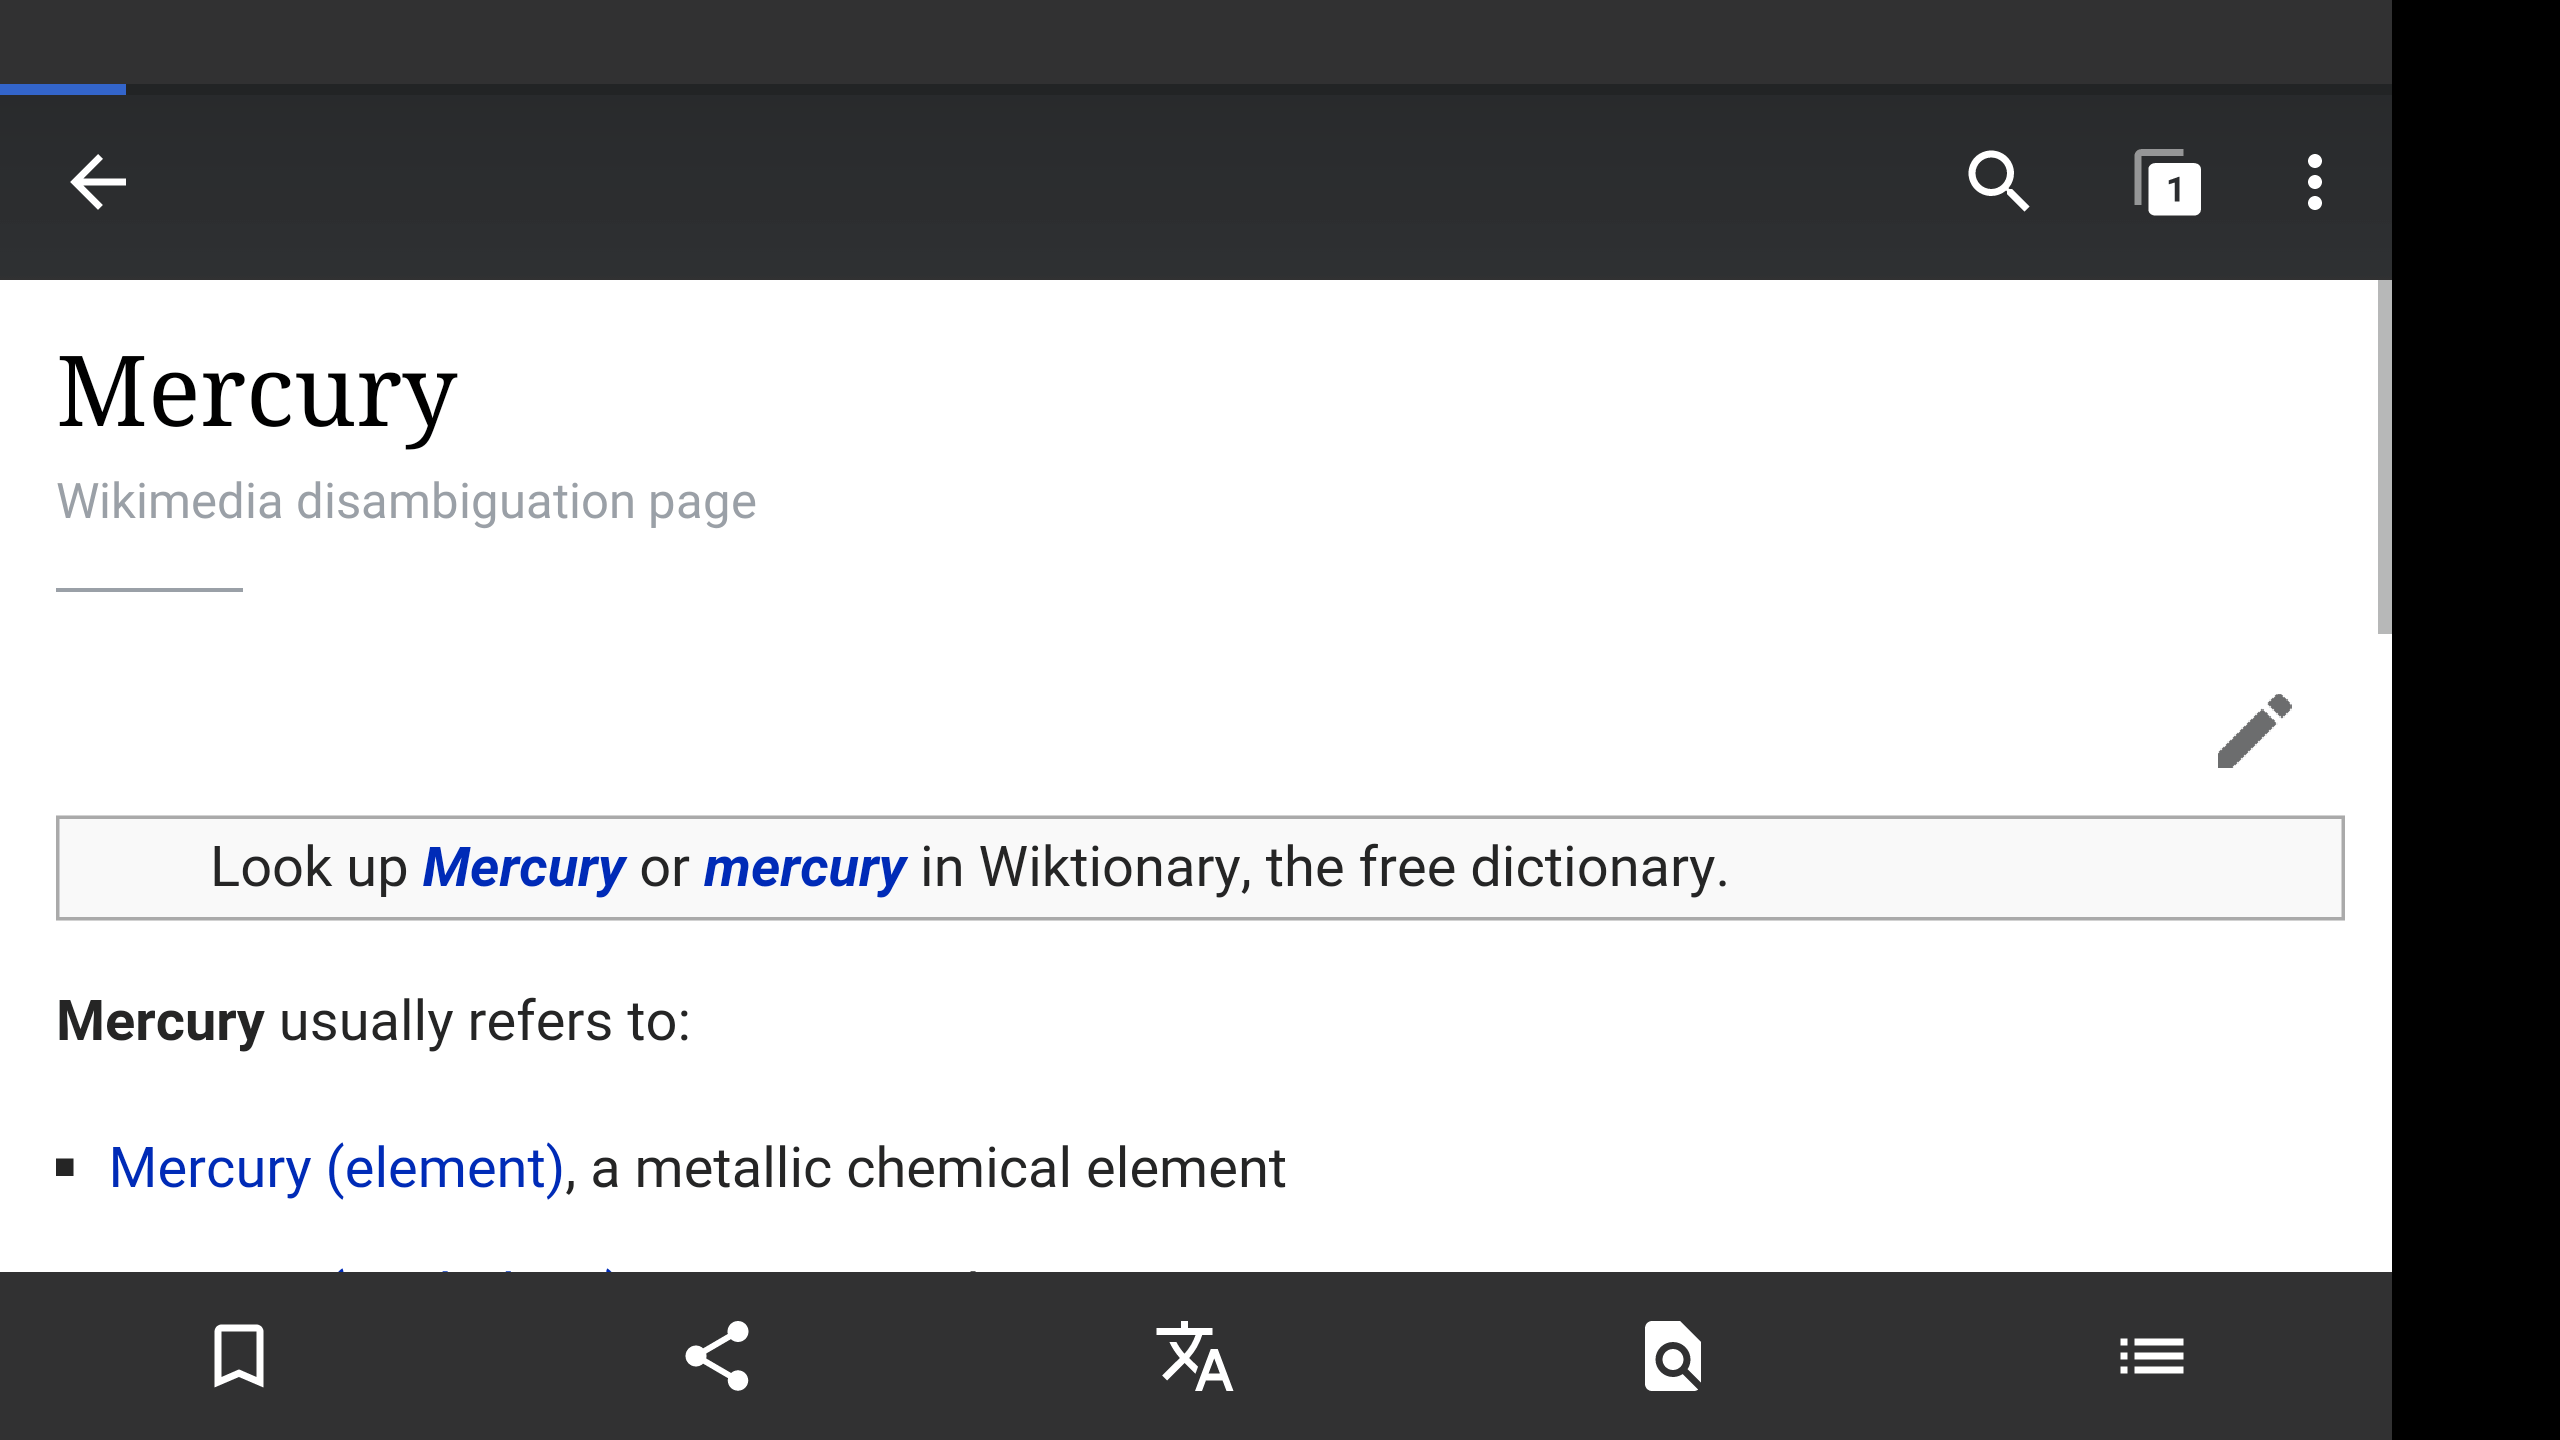 1
Mercury
Wikimedia disambiguation page
Look up Mercury or mercury in Wiktionary, the free dictionary.
Mercury usually refers to:
Mercury (element), a metallic chemical element